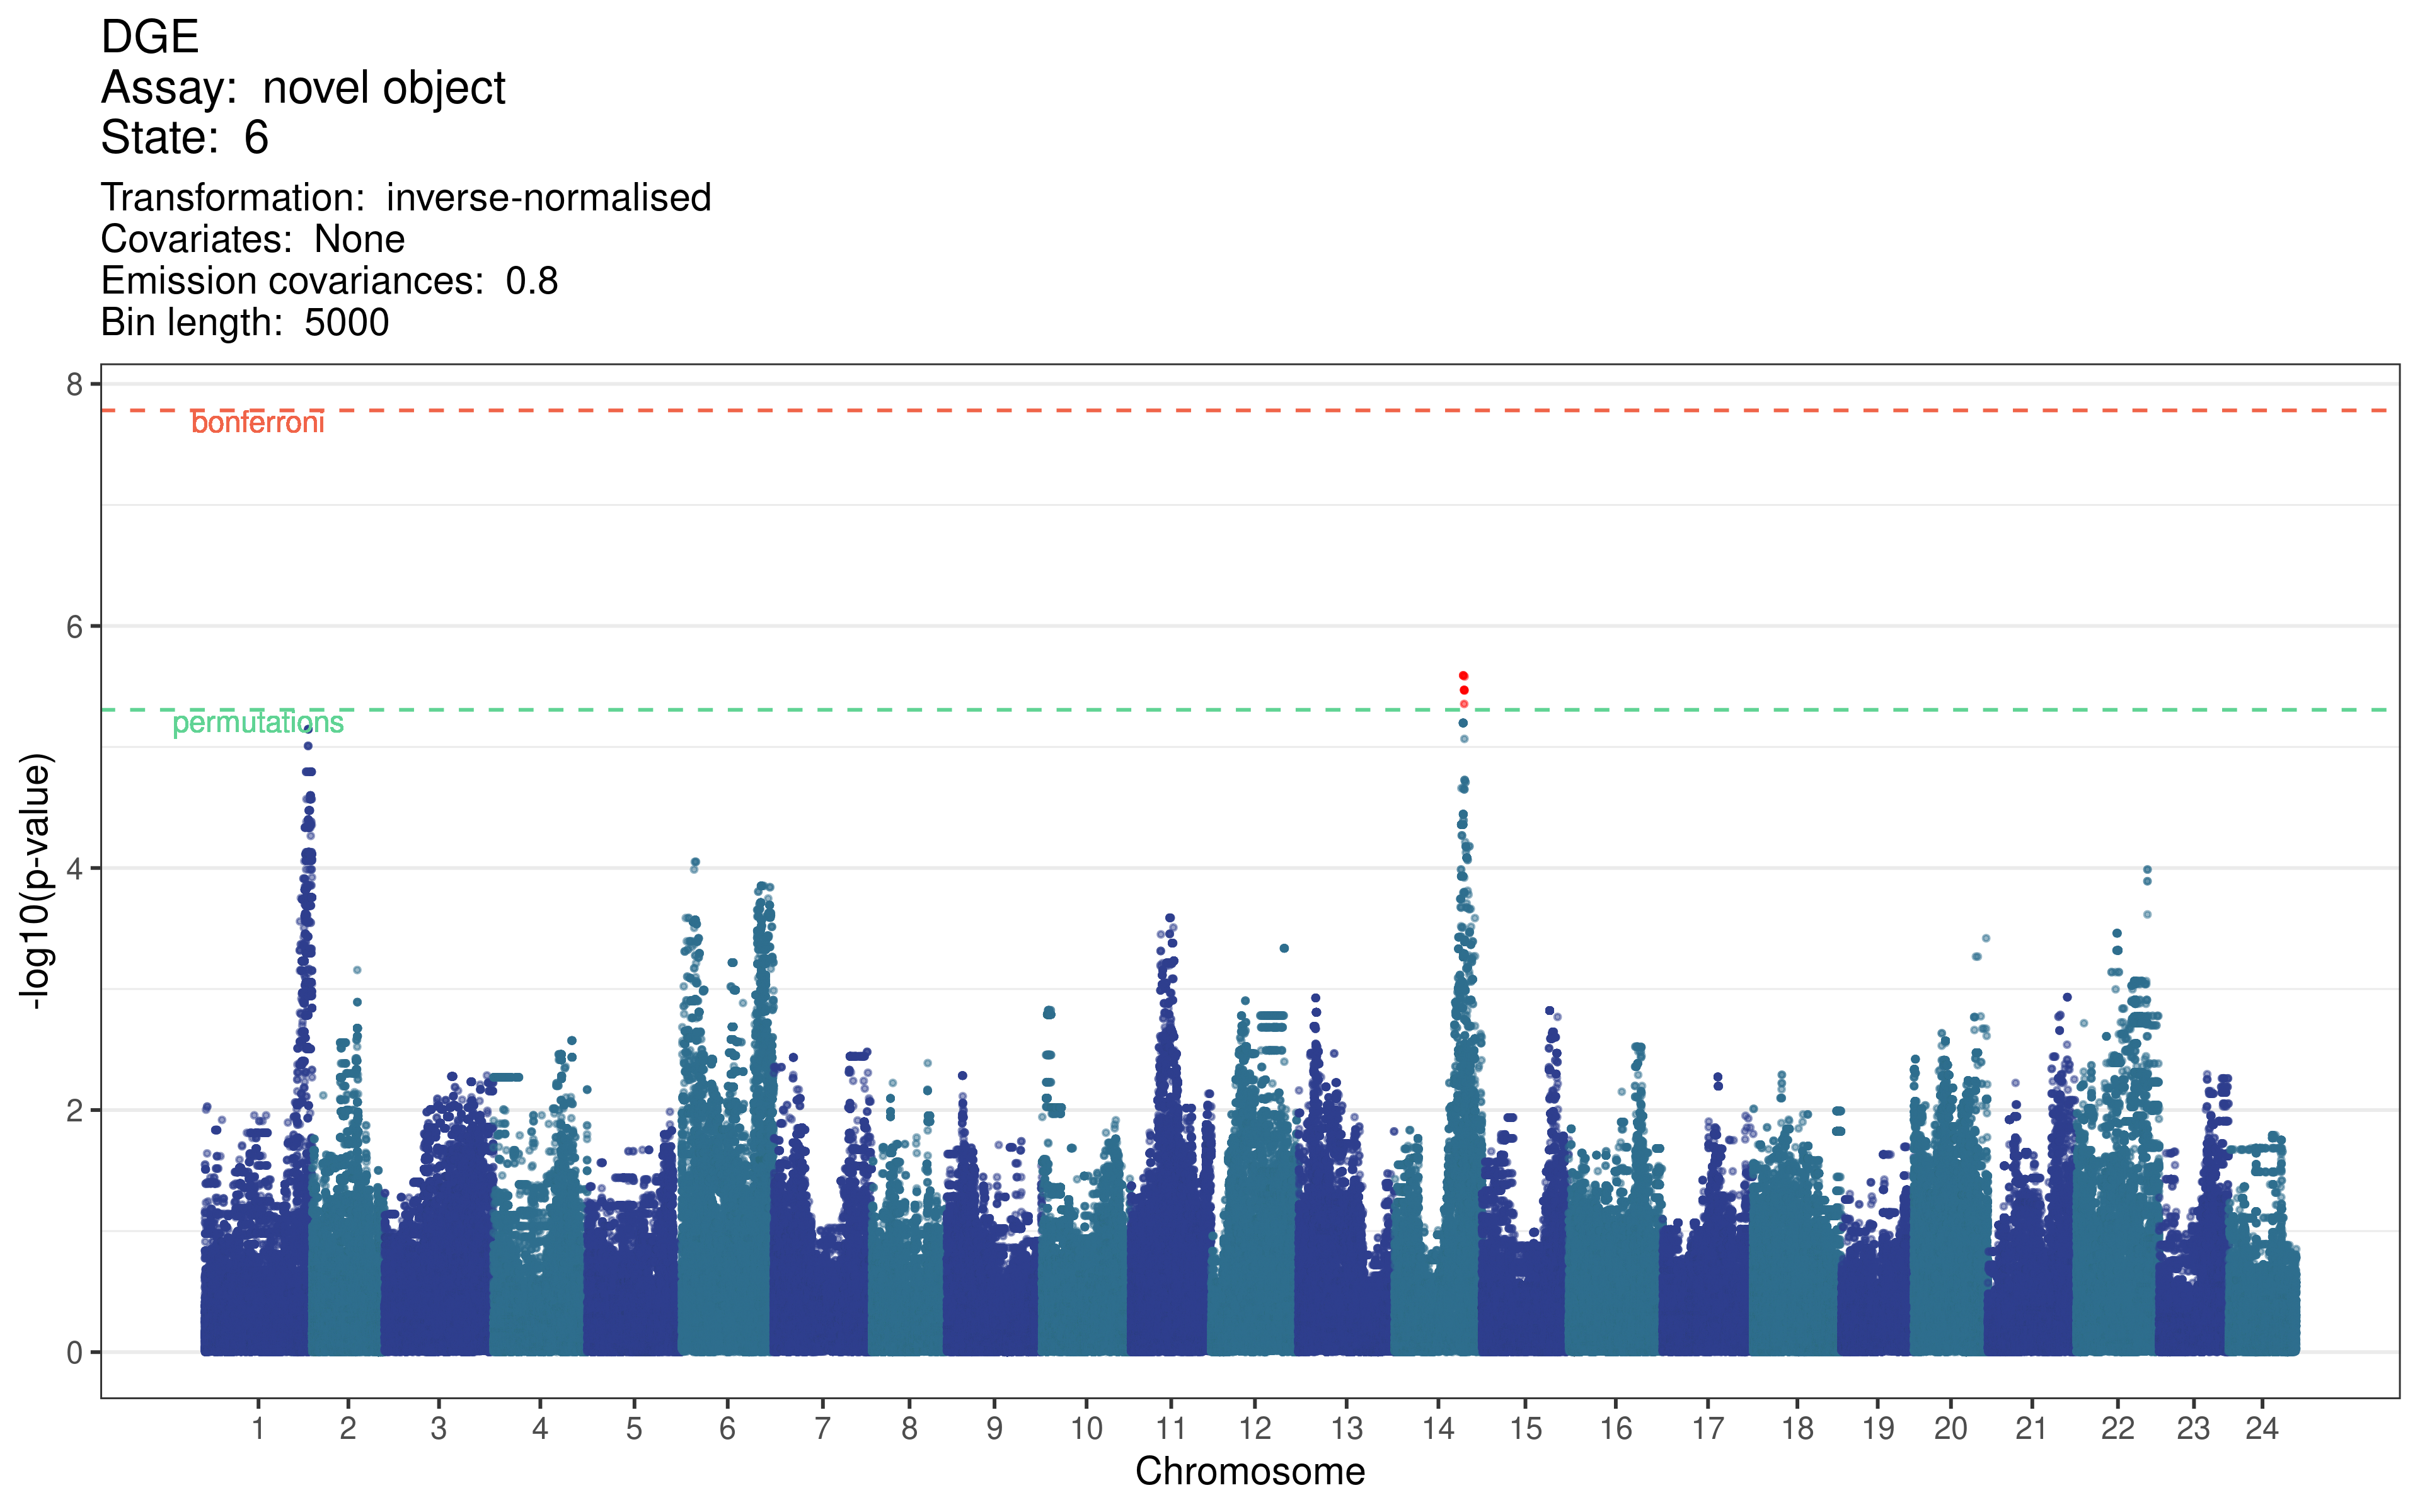 DGE
Assay:  novel object
State:  6
Transformation:  inverse-normalised
Covariates:  None
Emission covariances:  0.8
Bin length:  5000
8
bonferroni
6
permutations
4
2
0
-log10(p-value)
1 2 3 4 5 6 7 8 9 10 11 12 13 14 15 16 17 18 19 20 21 22 23 24
Chromosome